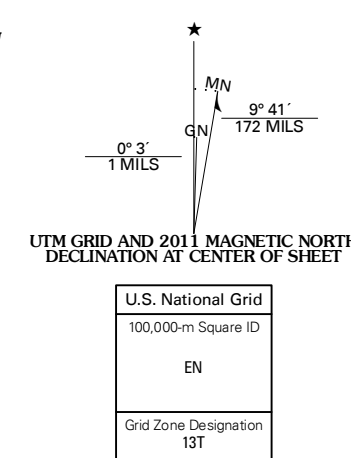 ★
MN
GN
9° 41´
172 MILS
0° 3´
1 MILS
UTM GRID AND 2011 MAGNETIC NORTH
DECLINATION AT CENTER OF SHEET
U.S. National Grid
100,000-m Square ID
EN
Grid Zone Designation
13T